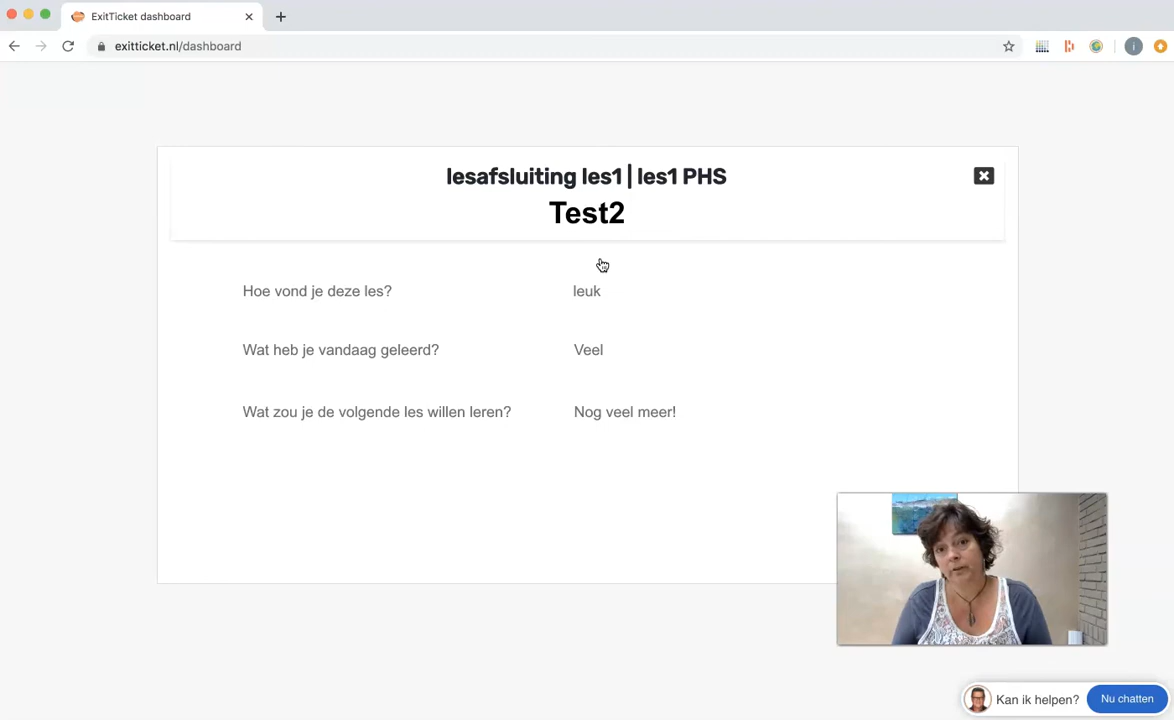 ExitTicket dashboard
exitticket.nl/dashboard
lesafsluiting les1 | les1 PHS
Test2
Hoe vond je deze les? leuk
Wat heb je vandaag geleerd? Veel
Wat zou je de volgende les willen leren? Nog veel meer!
Kan ik helpen? Nu chatten